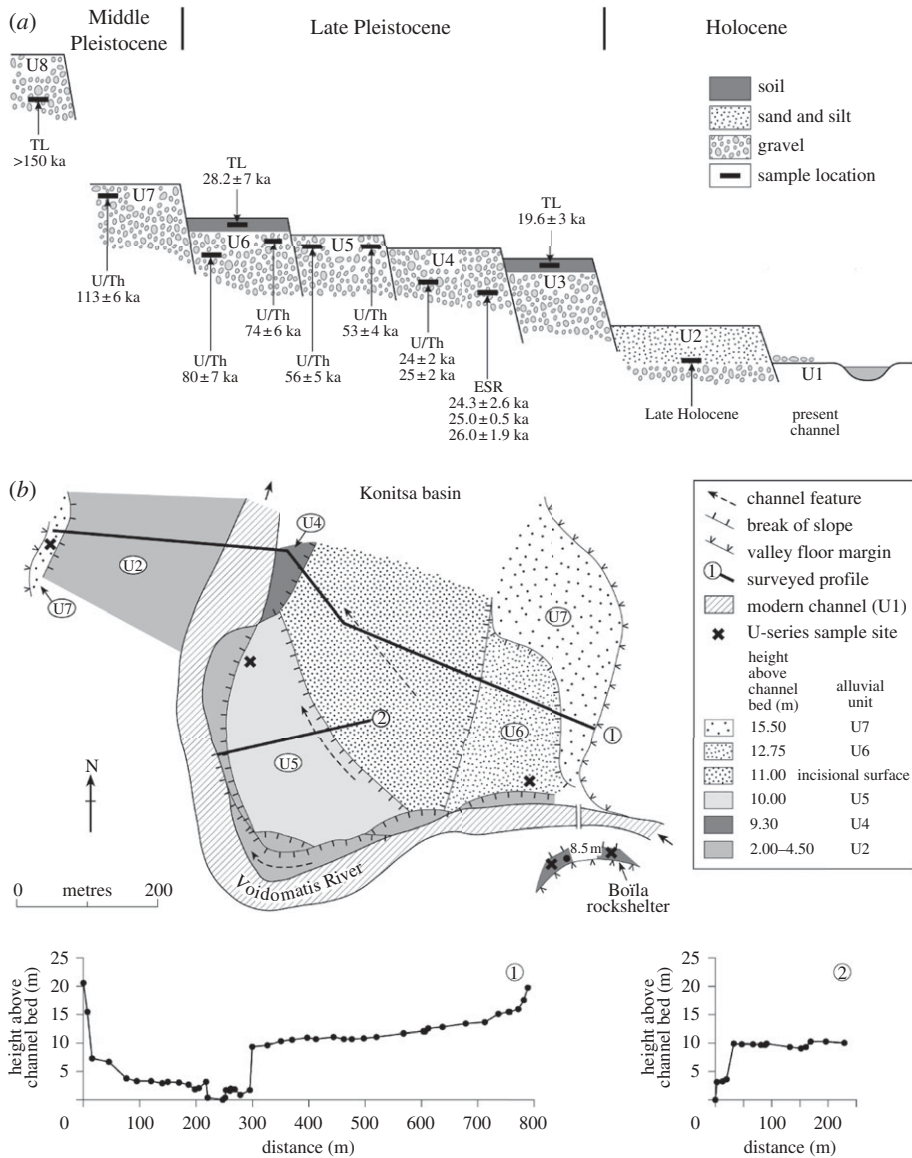 (a)
Middle
Pleistocene
Late Pleistocene
Holocene
U8
TL
>150 ka
soil
sand and silt
gravel
sample location
U7
U/Th
113±6 ka
TL
28.2±7 ka
U6
U/Th
80±7 ka
U/Th
74±6 ka
U5
U/Th
56±5 ka
U/Th
53±4 ka
U4
U/Th
24±2 ka
25±2 ka
ESR
24.3±2.6 ka
25.0±0.5 ka
26.0±1.9 ka
TL
19.6±3 ka
U3
U2
Late Holocene
U1
present
channel
(b)
Konitsa basin
U4
U2
U7
U7
U6
U5
2
1
N
0 metres 200
Voidomatis River
8.5 m
Boïla
rockshelter
channel feature
break of slope
valley floor margin
1 surveyed profile
modern channel (U1)
U-series sample site
height
above
channel
bed (m)
alluvial
unit
15.50 U7
12.75 U6
11.00 incisional surface
10.00 U5
9.30 U4
2.00–4.50 U2
1
height above
channel bed (m)
25
20
15
10
5
0 100 200 300 400 500 600 700 800
distance (m)
2
height above
channel bed (m)
25
20
15
10
5
0 100 200
distance (m)